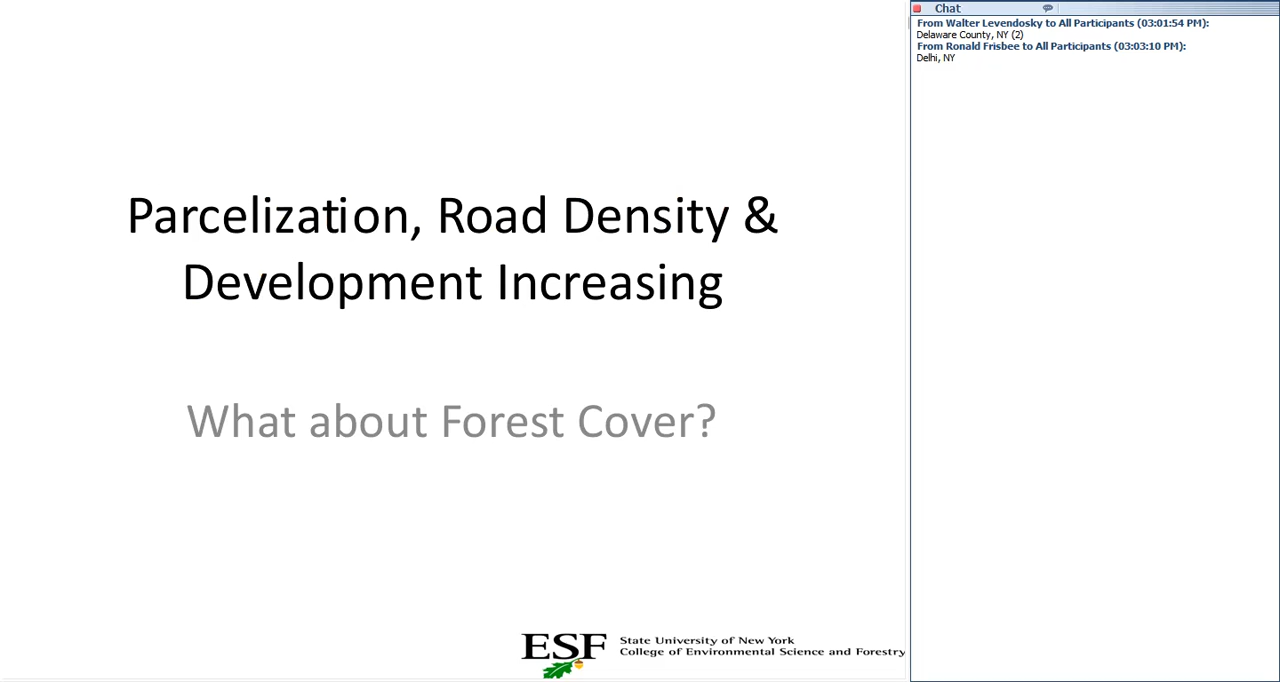 Parcelization, Road Density &
Development Increasing
What about Forest Cover?
ESF
State University of New York
College of Environmental Science and Forestry
Chat
From Walter Levendosky to All Participants (03:01:54 PM):
Delaware County, NY (2)
From Ronald Frisbee to All Participants (03:03:10 PM):
Delhi, NY